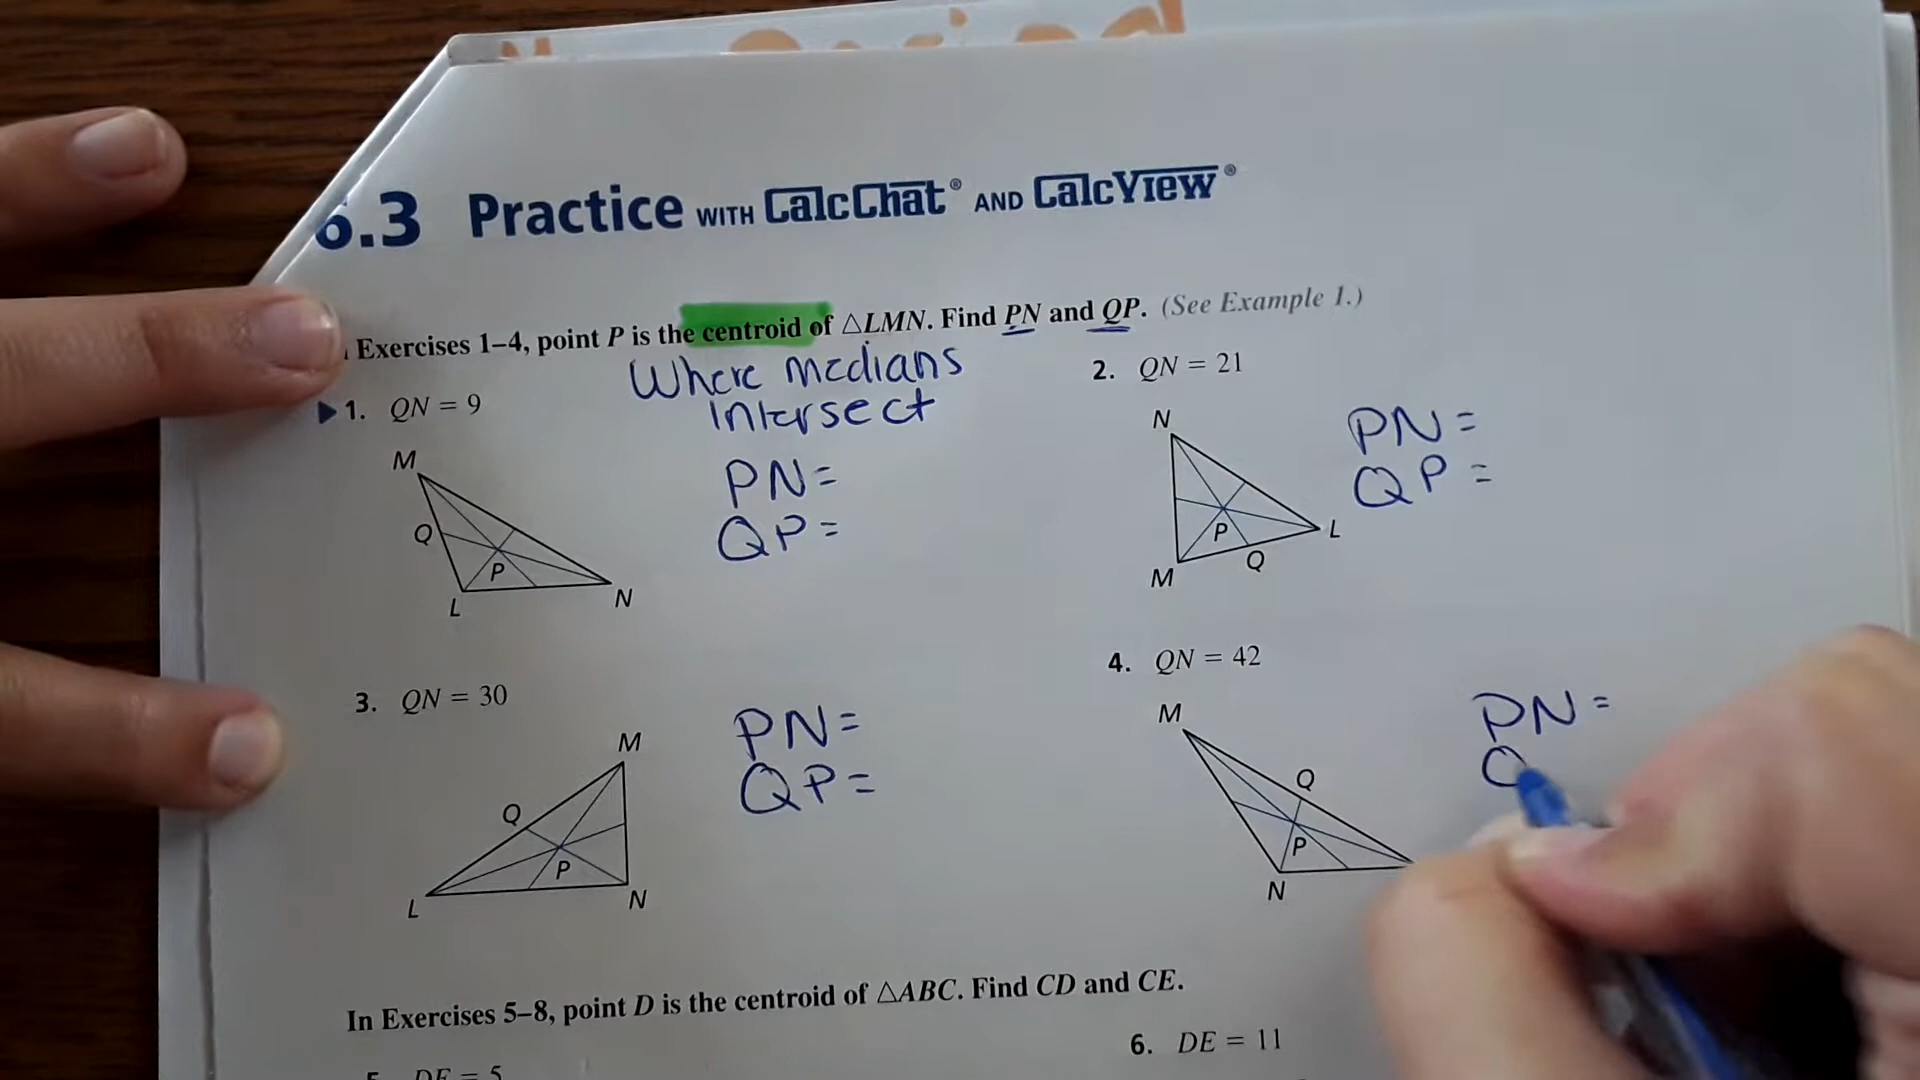 6.3 Practice WITH CalcChat® AND CalcView®
Exercises 1–4, point P is the centroid of △LMN. Find PN and QP. (See Example 1.)
Where medians
intersect
1. QN = 9
M
Q
P
L
N
PN=
QP=
2. QN = 21
N
P
L
M
Q
PN=
QP=
3. QN = 30
M
Q
P
L
N
PN=
QP=
4. QN = 42
M
Q
P
N
PN=
Q
In Exercises 5–8, point D is the centroid of △ABC. Find CD and CE.
5. DE = 5
6. DE = 11